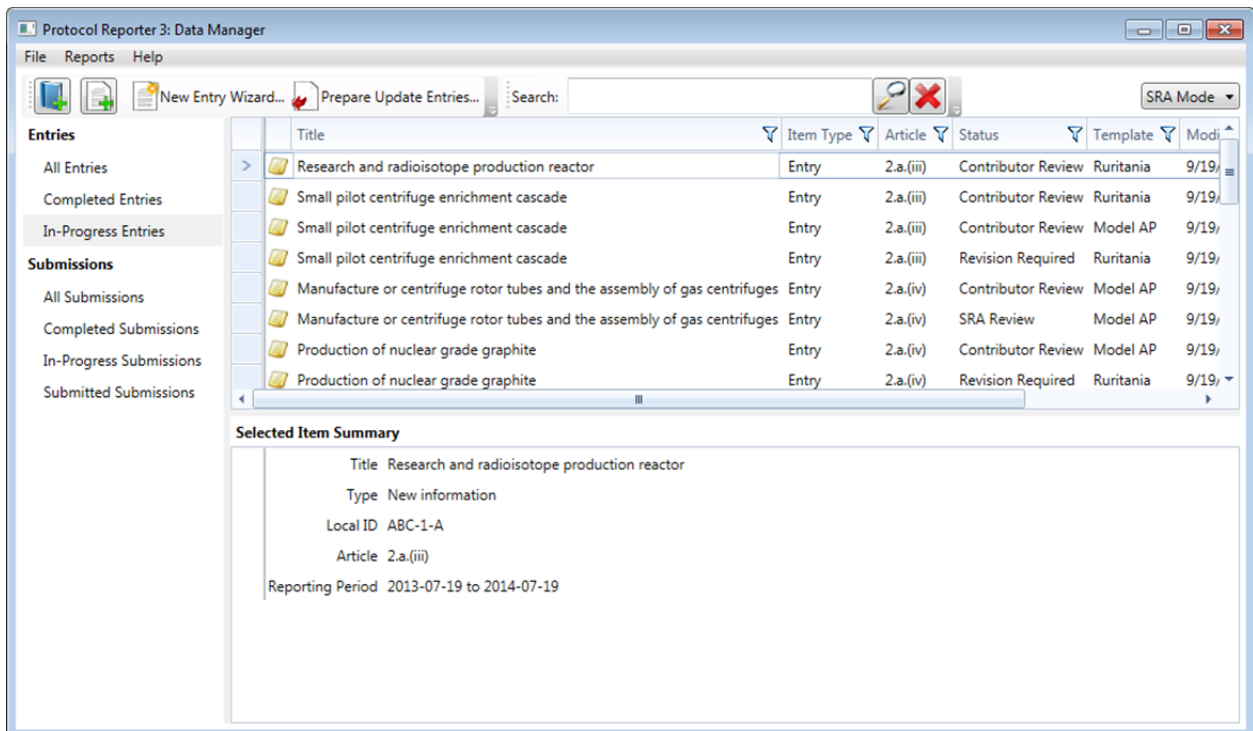 Protocol Reporter 3: Data Manager
File Reports Help
New Entry Wizard... Prepare Update Entries... Search: SRA Mode
Entries
All Entries
Completed Entries
In-Progress Entries
Submissions
All Submissions
Completed Submissions
In-Progress Submissions
Submitted Submissions
Title Item Type Article Status Template Modi
Research and radioisotope production reactor Entry 2.a.(iii) Contributor Review Ruritania 9/19/
Small pilot centrifuge enrichment cascade Entry 2.a.(iii) Contributor Review Ruritania 9/19/
Small pilot centrifuge enrichment cascade Entry 2.a.(iii) Contributor Review Model AP 9/19/
Small pilot centrifuge enrichment cascade Entry 2.a.(iii) Revision Required Ruritania 9/19/
Manufacture or centrifuge rotor tubes and the assembly of gas centrifuges Entry 2.a.(iv) Contributor Review Model AP 9/19/
Manufacture or centrifuge rotor tubes and the assembly of gas centrifuges Entry 2.a.(iv) SRA Review Model AP 9/19/
Production of nuclear grade graphite Entry 2.a.(iv) Contributor Review Model AP 9/19/
Production of nuclear grade graphite Entry 2.a.(iv) Revision Required Ruritania 9/19/
Selected Item Summary
Title Research and radioisotope production reactor
Type New information
Local ID ABC-1-A
Article 2.a.(iii)
Reporting Period 2013-07-19 to 2014-07-19